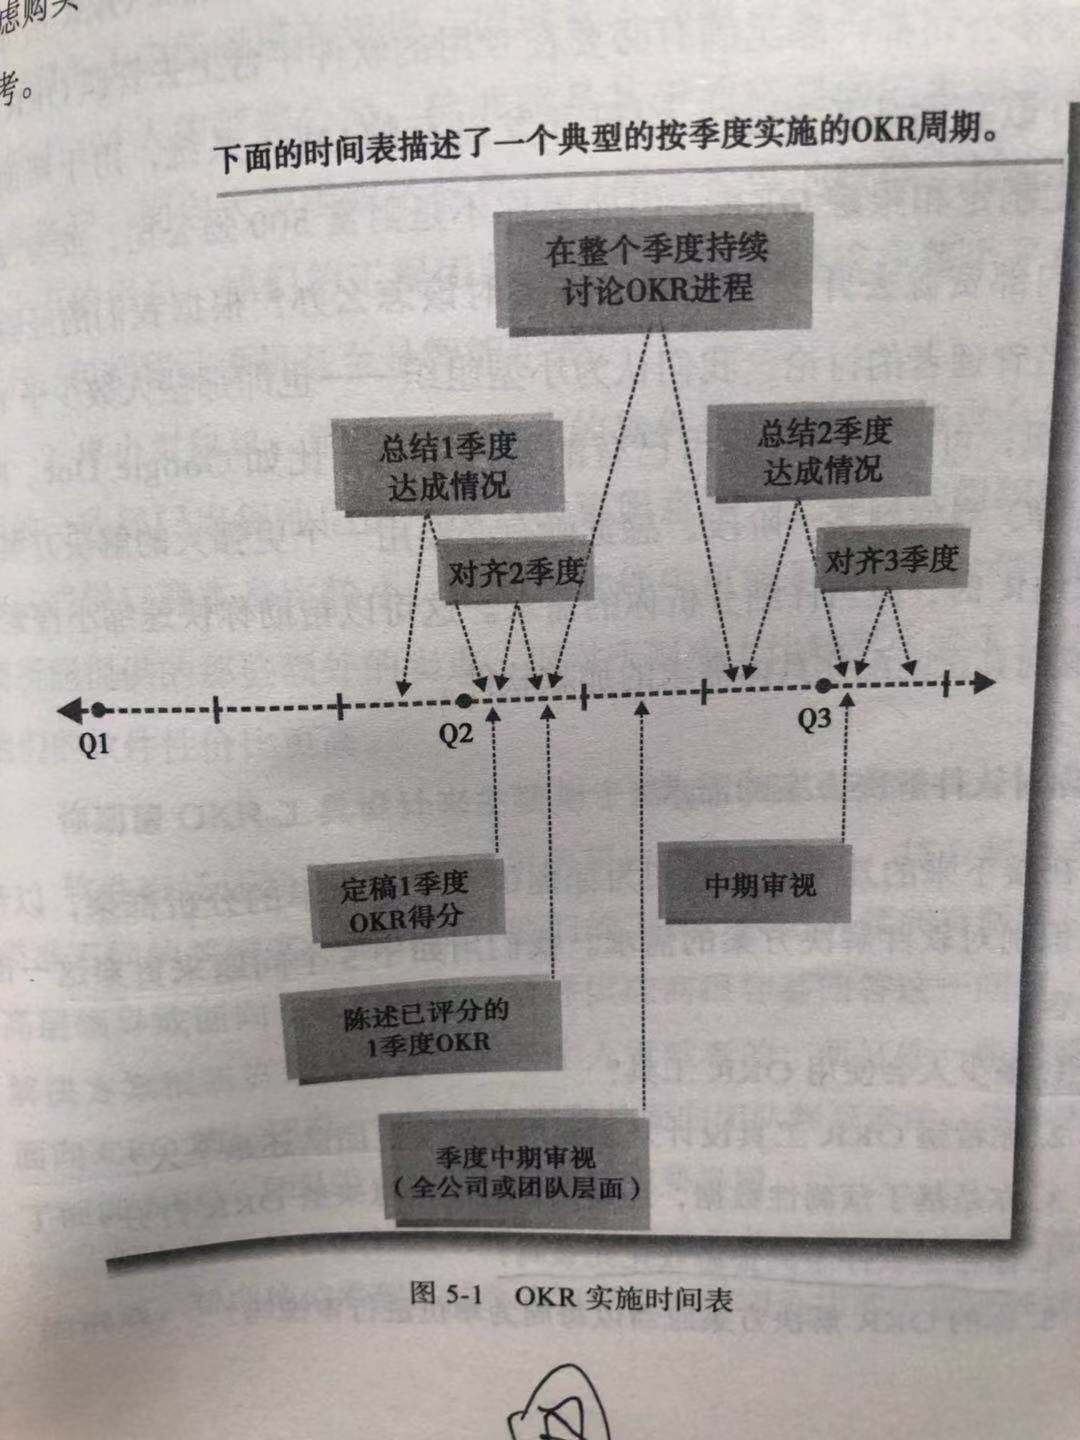 虑购买
考。
下面的时间表描述了一个典型的按季度实施的OKR周期。
在整个季度持续
讨论OKR进程
总结1季度
达成情况
总结2季度
达成情况
对齐2季度
对齐3季度
Q1
Q2
Q3
定稿1季度
OKR得分
中期审视
陈述已评分的
1季度OKR
季度中期审视
（全公司或团队层面）
图 5-1 OKR 实施时间表